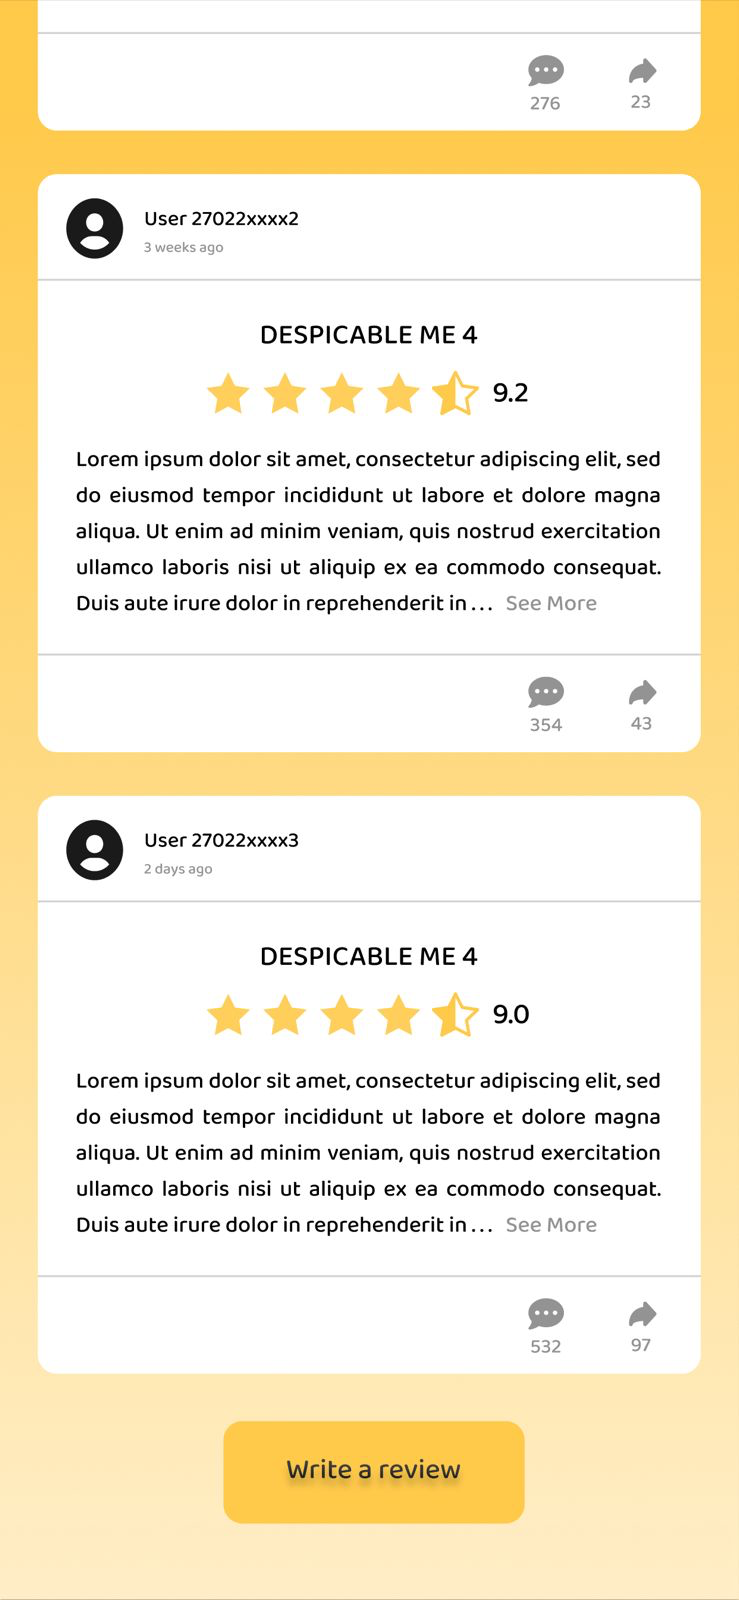 276 23
User 27022xxxx2
3 weeks ago
DESPICABLE ME 4
9.2
Lorem ipsum dolor sit amet, consectetur adipiscing elit, sed
do eiusmod tempor incididunt ut labore et dolore magna
aliqua. Ut enim ad minim veniam, quis nostrud exercitation
ullamco laboris nisi ut aliquip ex ea commodo consequat.
Duis aute irure dolor in reprehenderit in... See More
354 43
User 27022xxxx3
2 days ago
DESPICABLE ME 4
9.0
Lorem ipsum dolor sit amet, consectetur adipiscing elit, sed
do eiusmod tempor incididunt ut labore et dolore magna
aliqua. Ut enim ad minim veniam, quis nostrud exercitation
ullamco laboris nisi ut aliquip ex ea commodo consequat.
Duis aute irure dolor in reprehenderit in... See More
532 97
Write a review